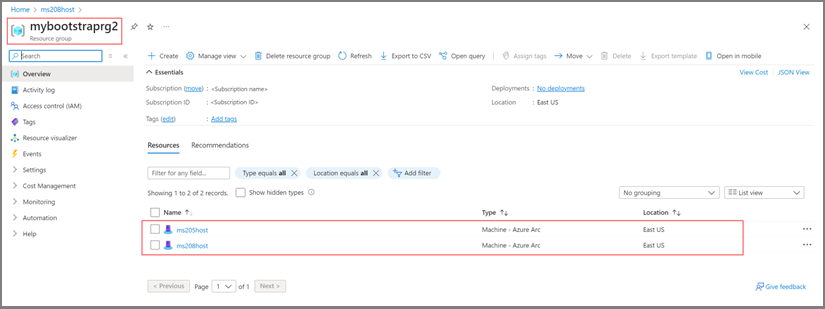 Home > ms208host >
mybootstraprg2
Resource group
Search
Overview
Activity log
Access control (IAM)
Tags
Resource visualizer
Events
Settings
Cost Management
Monitoring
Automation
Help
Create Manage view Delete resource group Refresh Export to CSV Open query Assign tags Move Delete Export template Open in mobile
Essentials
View Cost JSON View
Subscription (move) : <Subscription name>
Deployments : No deployments
Subscription ID : <Subscription ID>
Location : East US
Tags (edit) : Add tags
Resources Recommendations
Filter for any field... Type equals all Location equals all Add filter
Showing 1 to 2 of 2 records. Show hidden types No grouping List view
Name Type Location
ms205host Machine - Azure Arc East US
ms208host Machine - Azure Arc East US
< Previous Page 1 of 1 Next > Give feedback